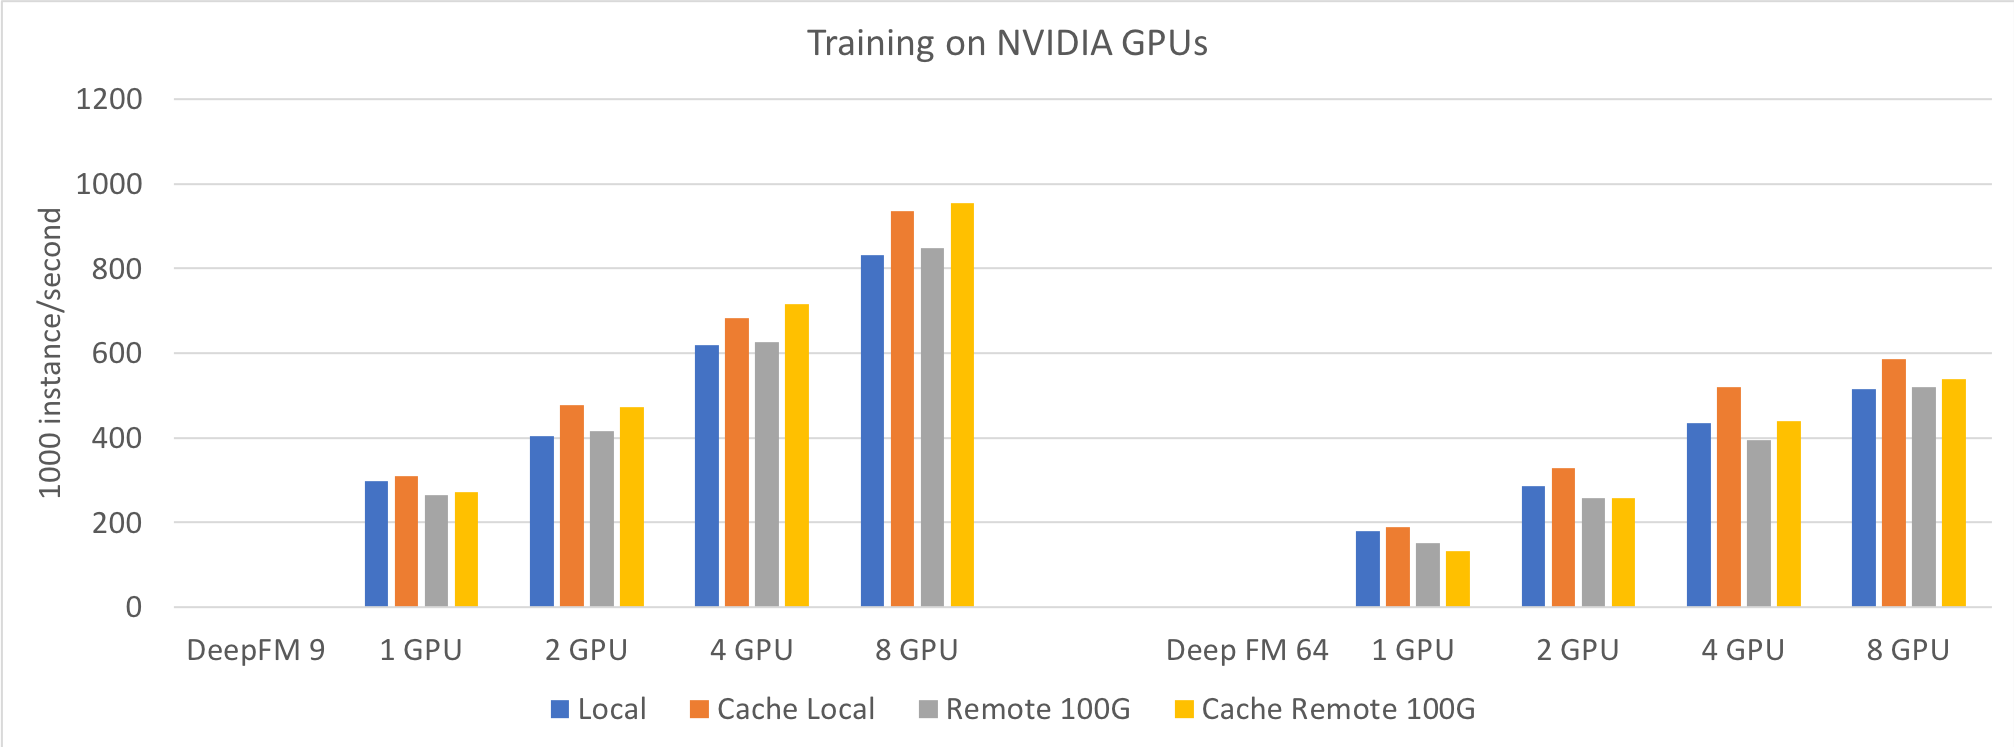 Training on NVIDIA GPUs
1000 instance/second
1200
1000
800
600
400
200
0
DeepFM 9 1 GPU 2 GPU 4 GPU 8 GPU Deep FM 64 1 GPU 2 GPU 4 GPU 8 GPU
Local Cache Local Remote 100G Cache Remote 100G